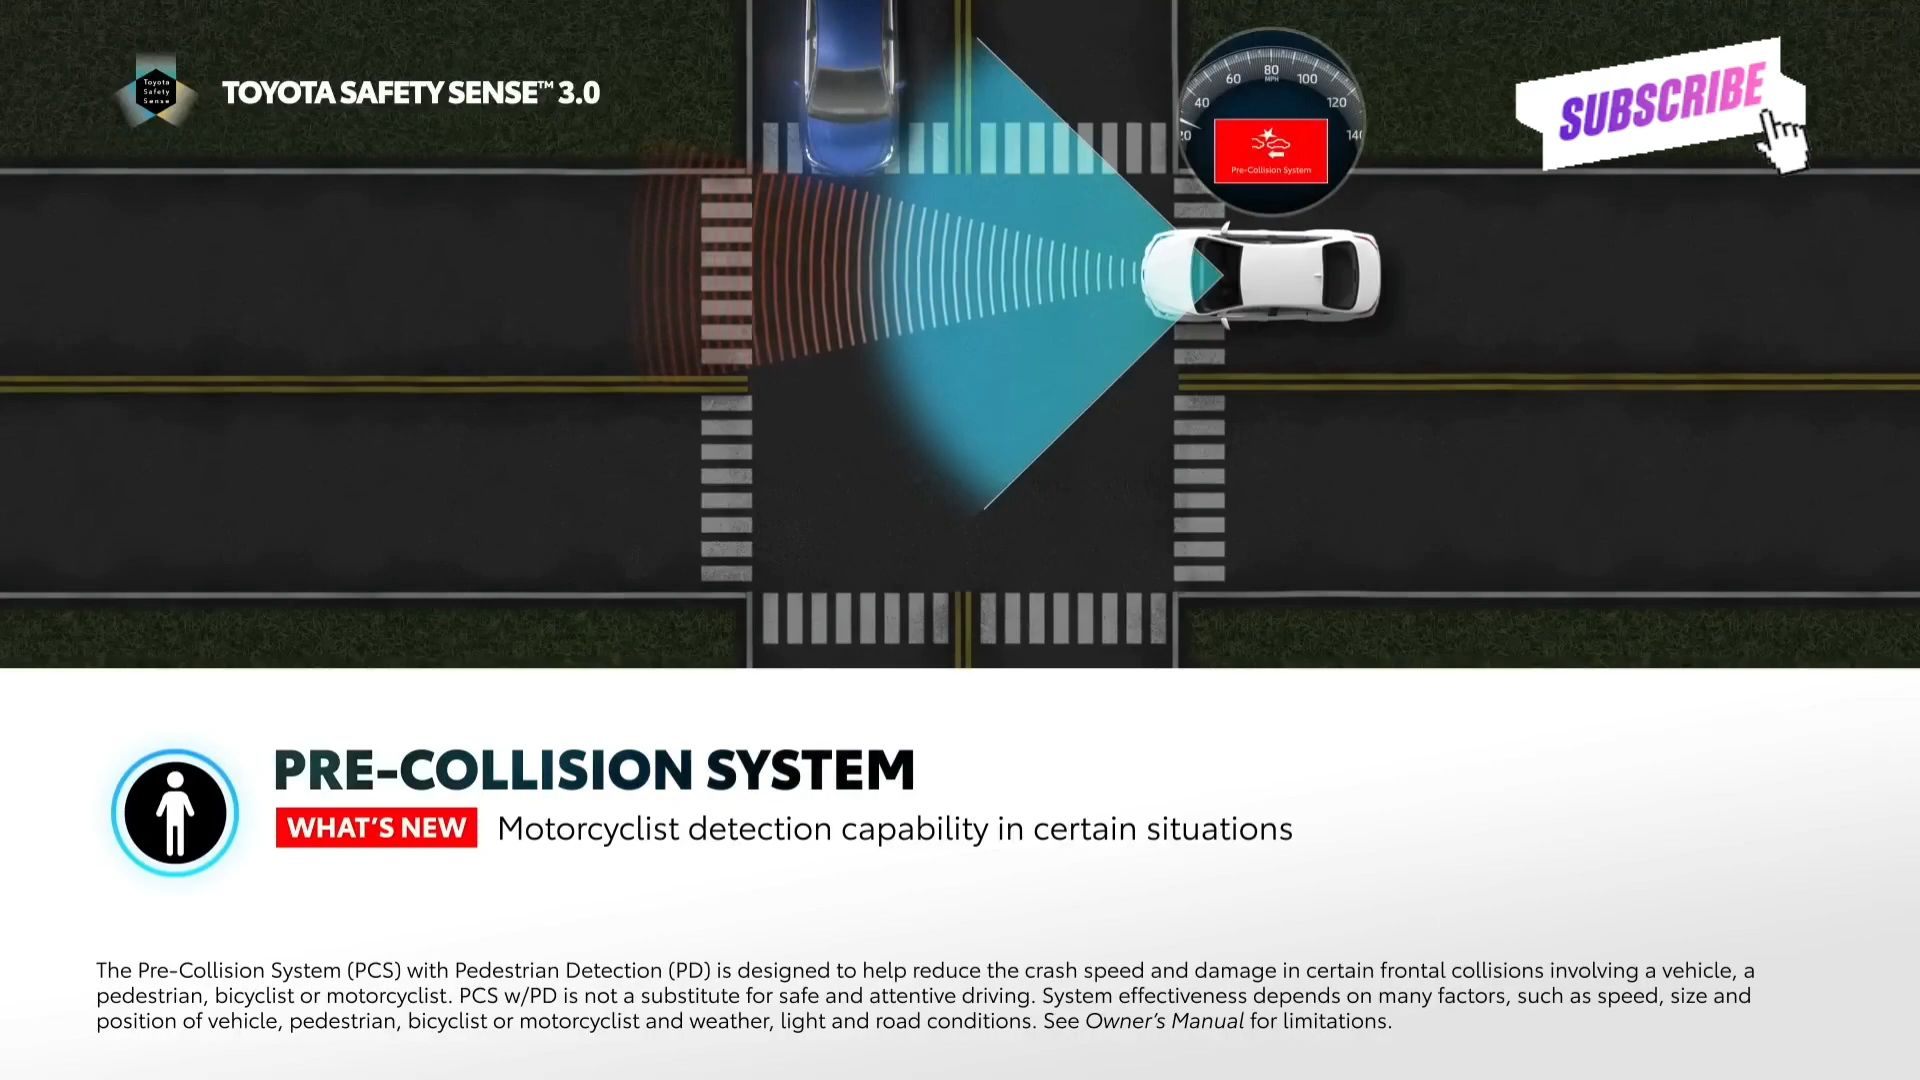 Toyota
Safety
Sense
TOYOTA SAFETY SENSE™ 3.0
SUBSCRIBE
20 40 60 80 100 120 140
MPH
Pre-Collision System
PRE-COLLISION SYSTEM
WHAT'S NEW Motorcyclist detection capability in certain situations
The Pre-Collision System (PCS) with Pedestrian Detection (PD) is designed to help reduce the crash speed and damage in certain frontal collisions involving a vehicle, a
pedestrian, bicyclist or motorcyclist. PCS w/PD is not a substitute for safe and attentive driving. System effectiveness depends on many factors, such as speed, size and
position of vehicle, pedestrian, bicyclist or motorcyclist and weather, light and road conditions. See Owner's Manual for limitations.